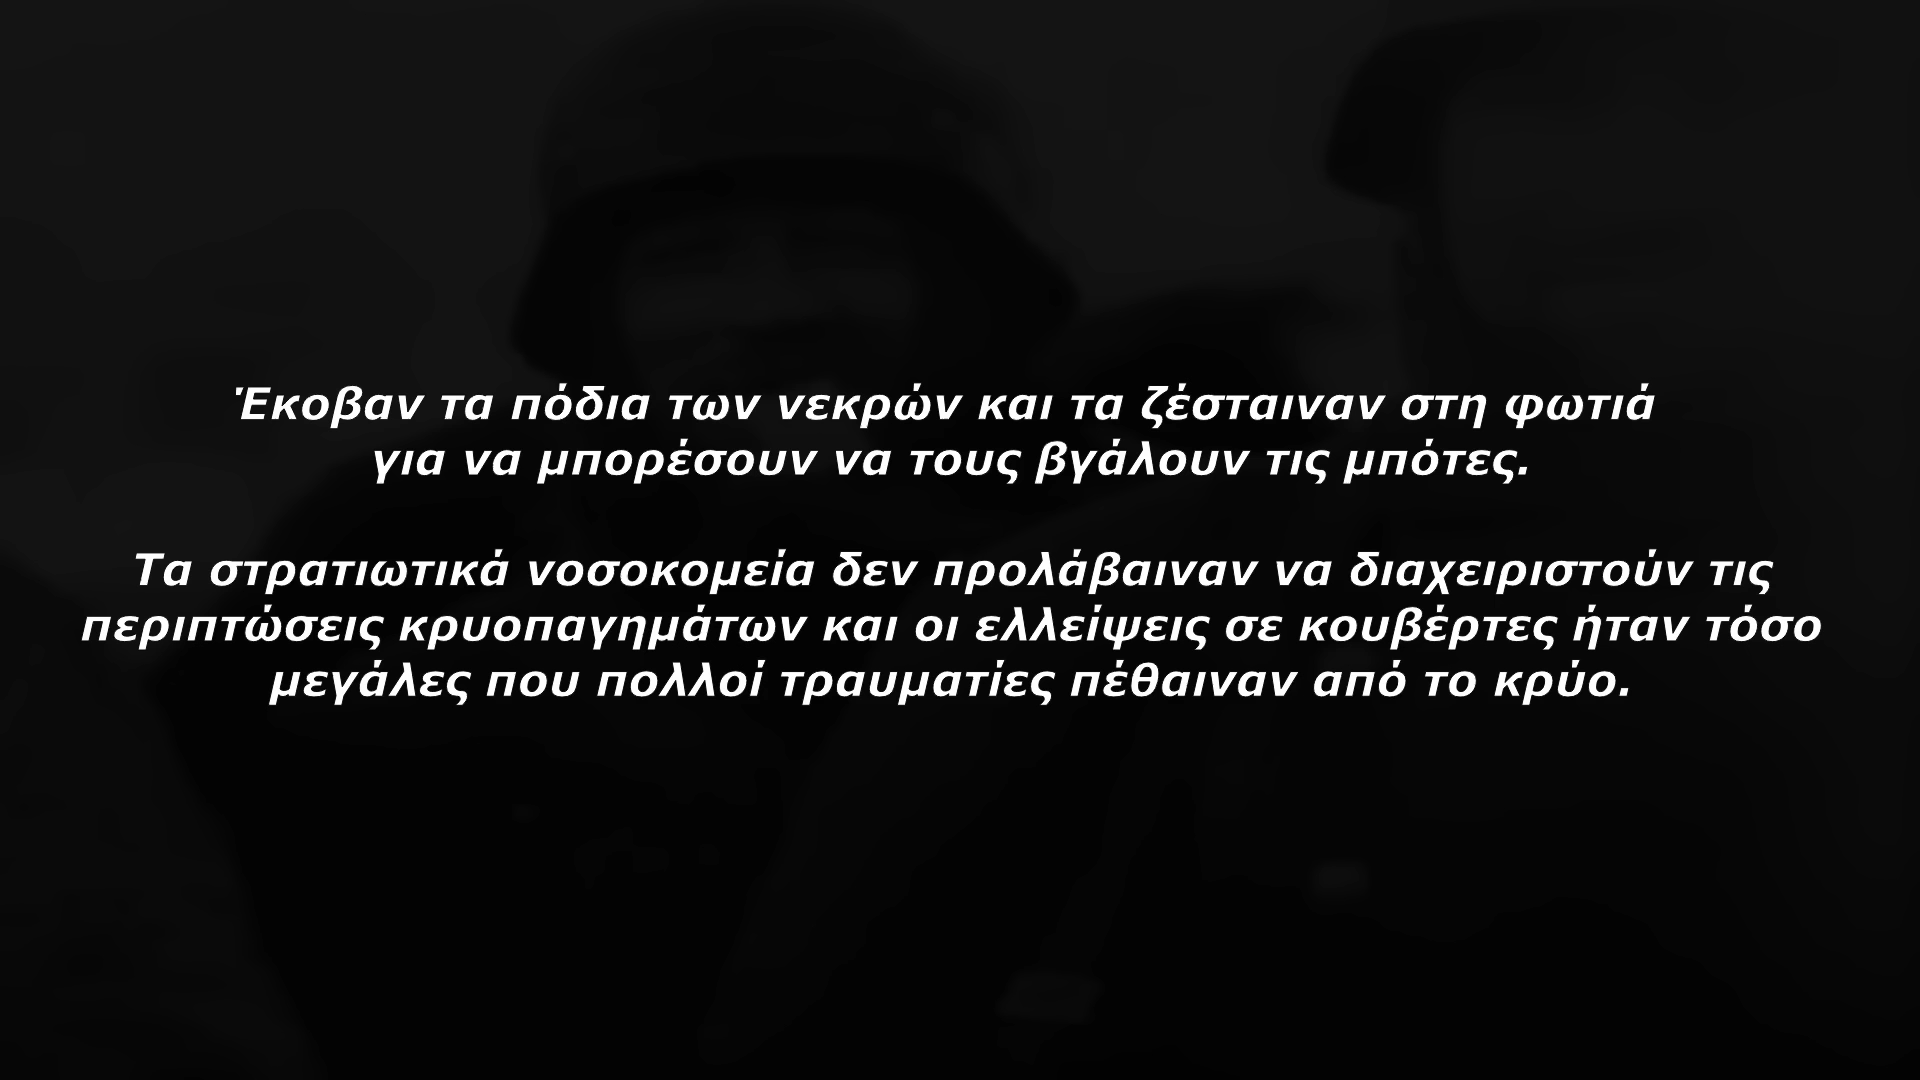 Έκοβαν τα πόδια των νεκρών και τα ζέσταιναν στη φωτιά
για να μπορέσουν να τους βγάλουν τις μπότες.
Τα στρατιωτικά νοσοκομεία δεν προλάβαιναν να διαχειριστούν τις
περιπτώσεις κρυοπαγημάτων και οι ελλείψεις σε κουβέρτες ήταν τόσο
μεγάλες που πολλοί τραυματίες πέθαιναν από το κρύο.